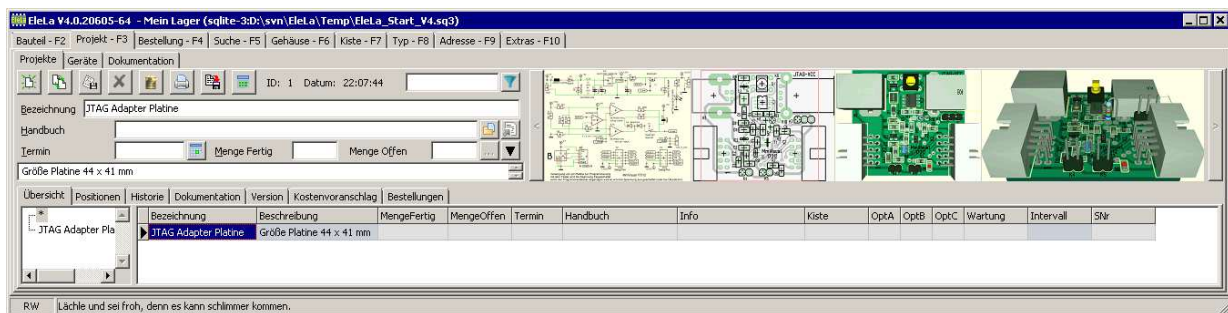 EleLa V4.0.20605-64 - Mein Lager (sqlite-3:D:\svn\EleLa\Temp\EleLa_Start_V4.sq3)
Bauteil - F2 Projekt - F3 Bestellung - F4 Suche - F5 Gehäuse - F6 Kiste - F7 Typ - F8 Adresse - F9 Extras - F10
Projekte Geräte Dokumentation
ID: 1 Datum: 22:07:44
JTAG-WIZ
Bezeichnung JTAG Adapter Platine
Handbuch
Termin Menge Fertig Menge Offen ...
Größe Platine 44 x 41 mm
Übersicht Positionen Historie Dokumentation Version Kostenvoranschlag Bestellungen
* Bezeichnung Beschreibung MengeFertig MengeOffen Termin Handbuch Info Kiste OptA OptB OptC Wartung Intervall SNr
JTAG Adapter Pla JTAG Adapter Platine Größe Platine 44 x 41 mm
RW Lächle und sei froh, denn es kann schlimmer kommen.